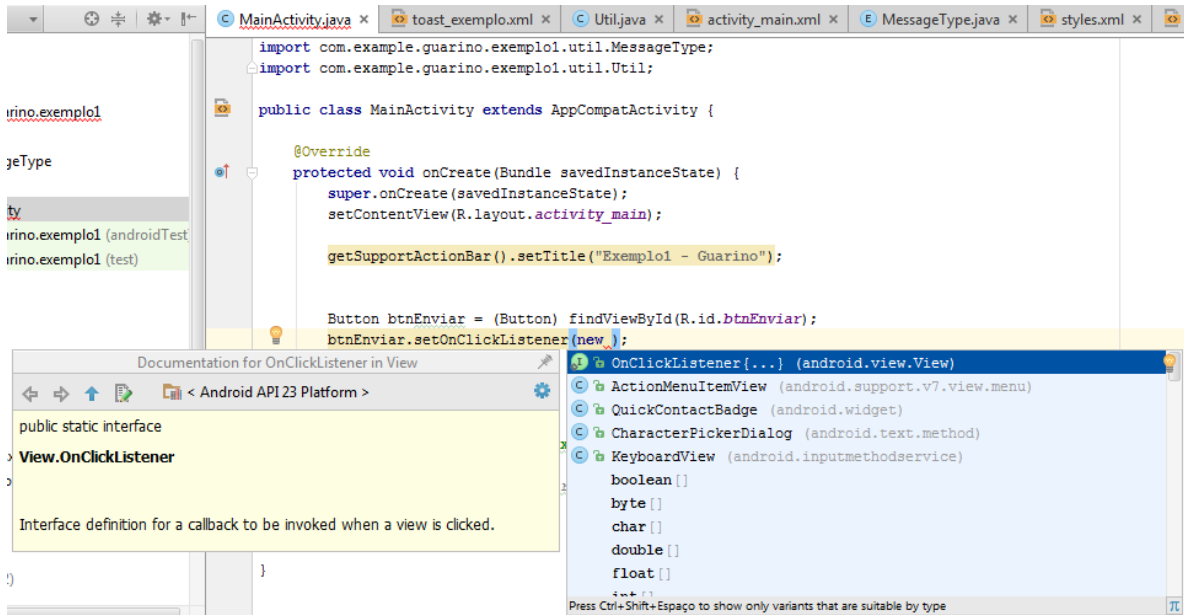 MainActivity.java × toast_exemplo.xml × Util.java × activity_main.xml × MessageType.java × styles.xml ×
import com.example.guarino.exemplo1.util.MessageType;
import com.example.guarino.exemplo1.util.Util;
arino.exemplo1
public class MainActivity extends AppCompatActivity {
geType
@Override
protected void onCreate(Bundle savedInstanceState) {
super.onCreate(savedInstanceState);
ty
setContentView(R.layout.activity_main);
arino.exemplo1 (androidTest
arino.exemplo1 (test)
getSupportActionBar().setTitle("Exemplo1 - Guarino");
Button btnEnviar = (Button) findViewById(R.id.btnEnviar);
btnEnviar.setOnClickListener(new );
Documentation for OnClickListener in View
< Android API 23 Platform >
public static interface
View.OnClickListener
Interface definition for a callback to be invoked when a view is clicked.
OnClickListener{...} (android.view.View)
ActionMenuItemView (android.support.v7.view.menu)
QuickContactBadge (android.widget)
CharacterPickerDialog (android.text.method)
KeyboardView (android.inputmethodservice)
boolean[]
byte[]
char[]
double[]
float[]
int[]
Press Ctrl+Shift+Espaço to show only variants that are suitable by type
π
}